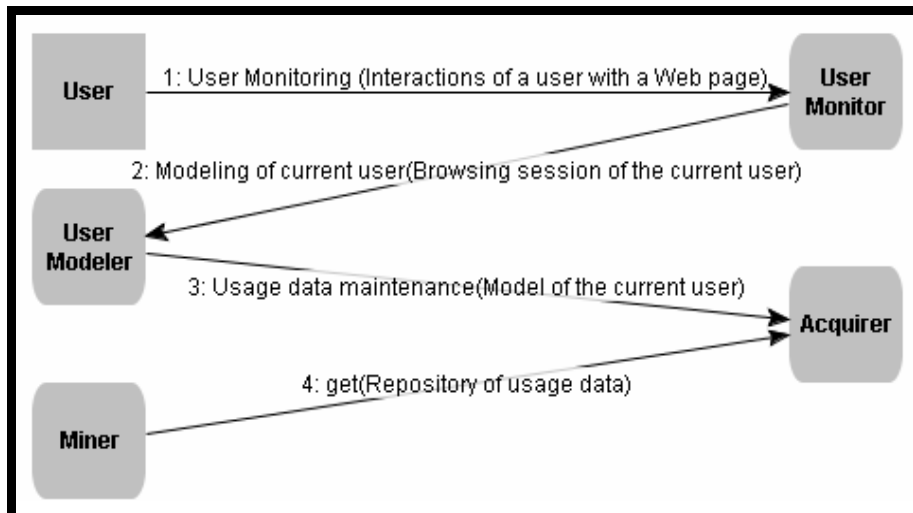 User
1: User Monitoring (Interactions of a user with a Web page)
User
Monitor
2: Modeling of current user(Browsing session of the current user)
User
Modeler
3: Usage data maintenance(Model of the current user)
Acquirer
4: get(Repository of usage data)
Miner